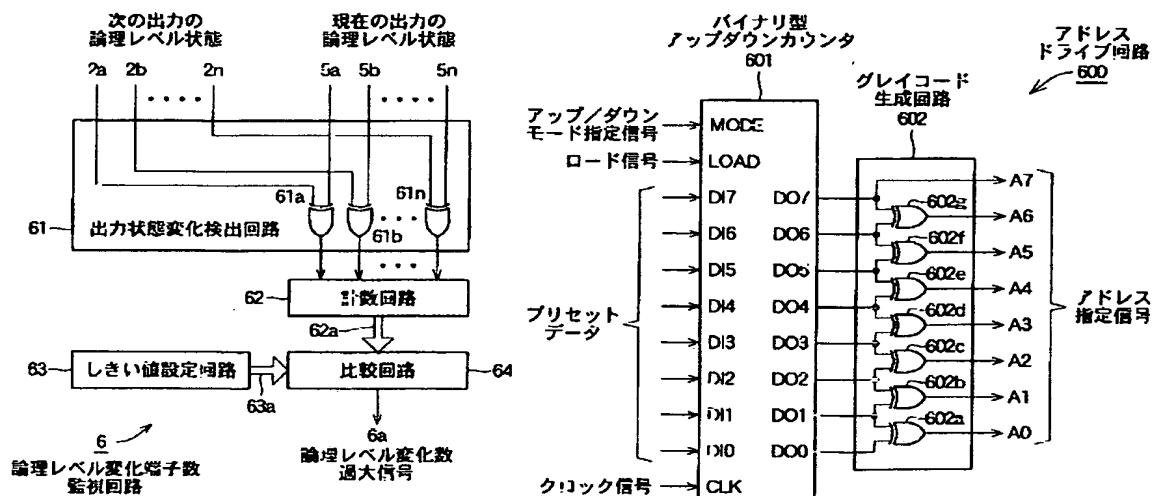 次の出力の
論理レベル状態
現在の出力の
論理レベル状態
2a 2b 2n 5a 5b 5n
61a
61b
61n
61
出力状態変化検出回路
62
計数回路
62a
63
しきい値設定回路
63a
比較回路
64
6a
論理レベル変化数
過大信号
6
論理レベル変化端子数
監視回路
バイナリ型
アップダウンカウンタ
601
アドレス
ドライブ回路
600
グレイコード
生成回路
602
アップ/ダウン
モード指定信号
MODE
ロード信号
LOAD
プリセット
データ
DI7 DO7
DI6 DO6
DI5 DO5
DI4 DO4
DI3 DO3
DI2 DO2
DI1 DO1
DI0 DO0
クロック信号
CLK
602g
602f
602e
602d
602c
602b
602a
A7
A6
A5
A4
A3
A2
A1
A0
アドレス
指定信号